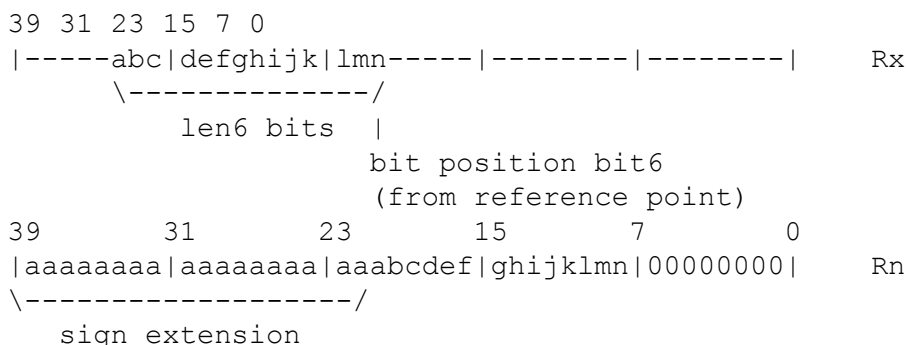 39 31 23 15 7 0
|-----abc|defghijk|lmn-----|--------|--------|    Rx
      \--------------/
          len6 bits  |
                     bit position bit6
                     (from reference point)
39       31       23       15       7        0
|aaaaaaaa|aaaaaaaa|aaabcdef|ghijklmn|00000000|    Rn
\-------------------/
   sign extension